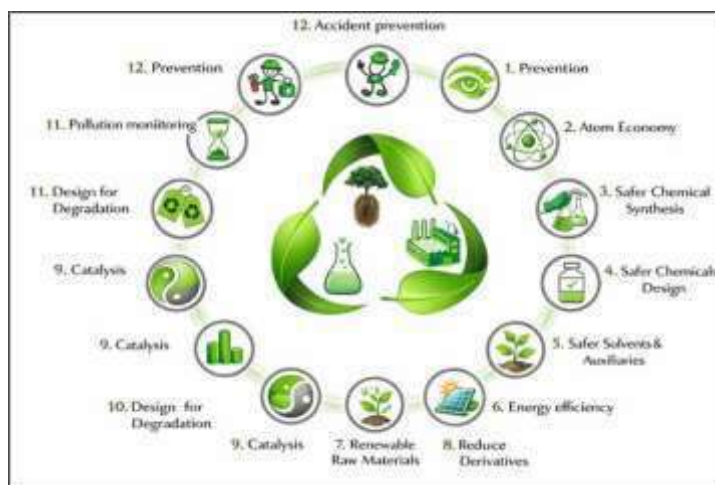 12. Accident prevention
1. Prevention
2. Atom Economy
3. Safer Chemical
Synthesis
4. Safer Chemicals
Design
5. Safer Solvents &
Auxiliaries
6. Energy efficiency
8. Reduce
Derivatives
7. Renewable
Raw Materials
9. Catalysis
10. Design for
Degradation
9. Catalysis
9. Catalysis
11. Design for
Degradation
11. Pollution moniitoring
12. Prevention